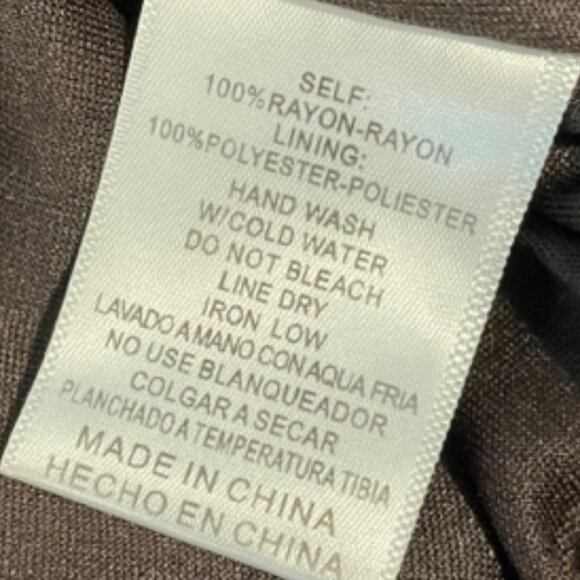 SELF:
100%RAYON-RAYON
LINING:
100%POLYESTER-POLIESTER
HAND WASH
W/COLD WATER
DO NOT BLEACH
LINE DRY
IRON LOW
LAVADO A MANO CON AQUA FRIA
NO USE BLANQUEADOR
COLGAR A SECAR
PLANCHADO A TEMPERATURA TIBIA
MADE IN CHINA
HECHO EN CHINA